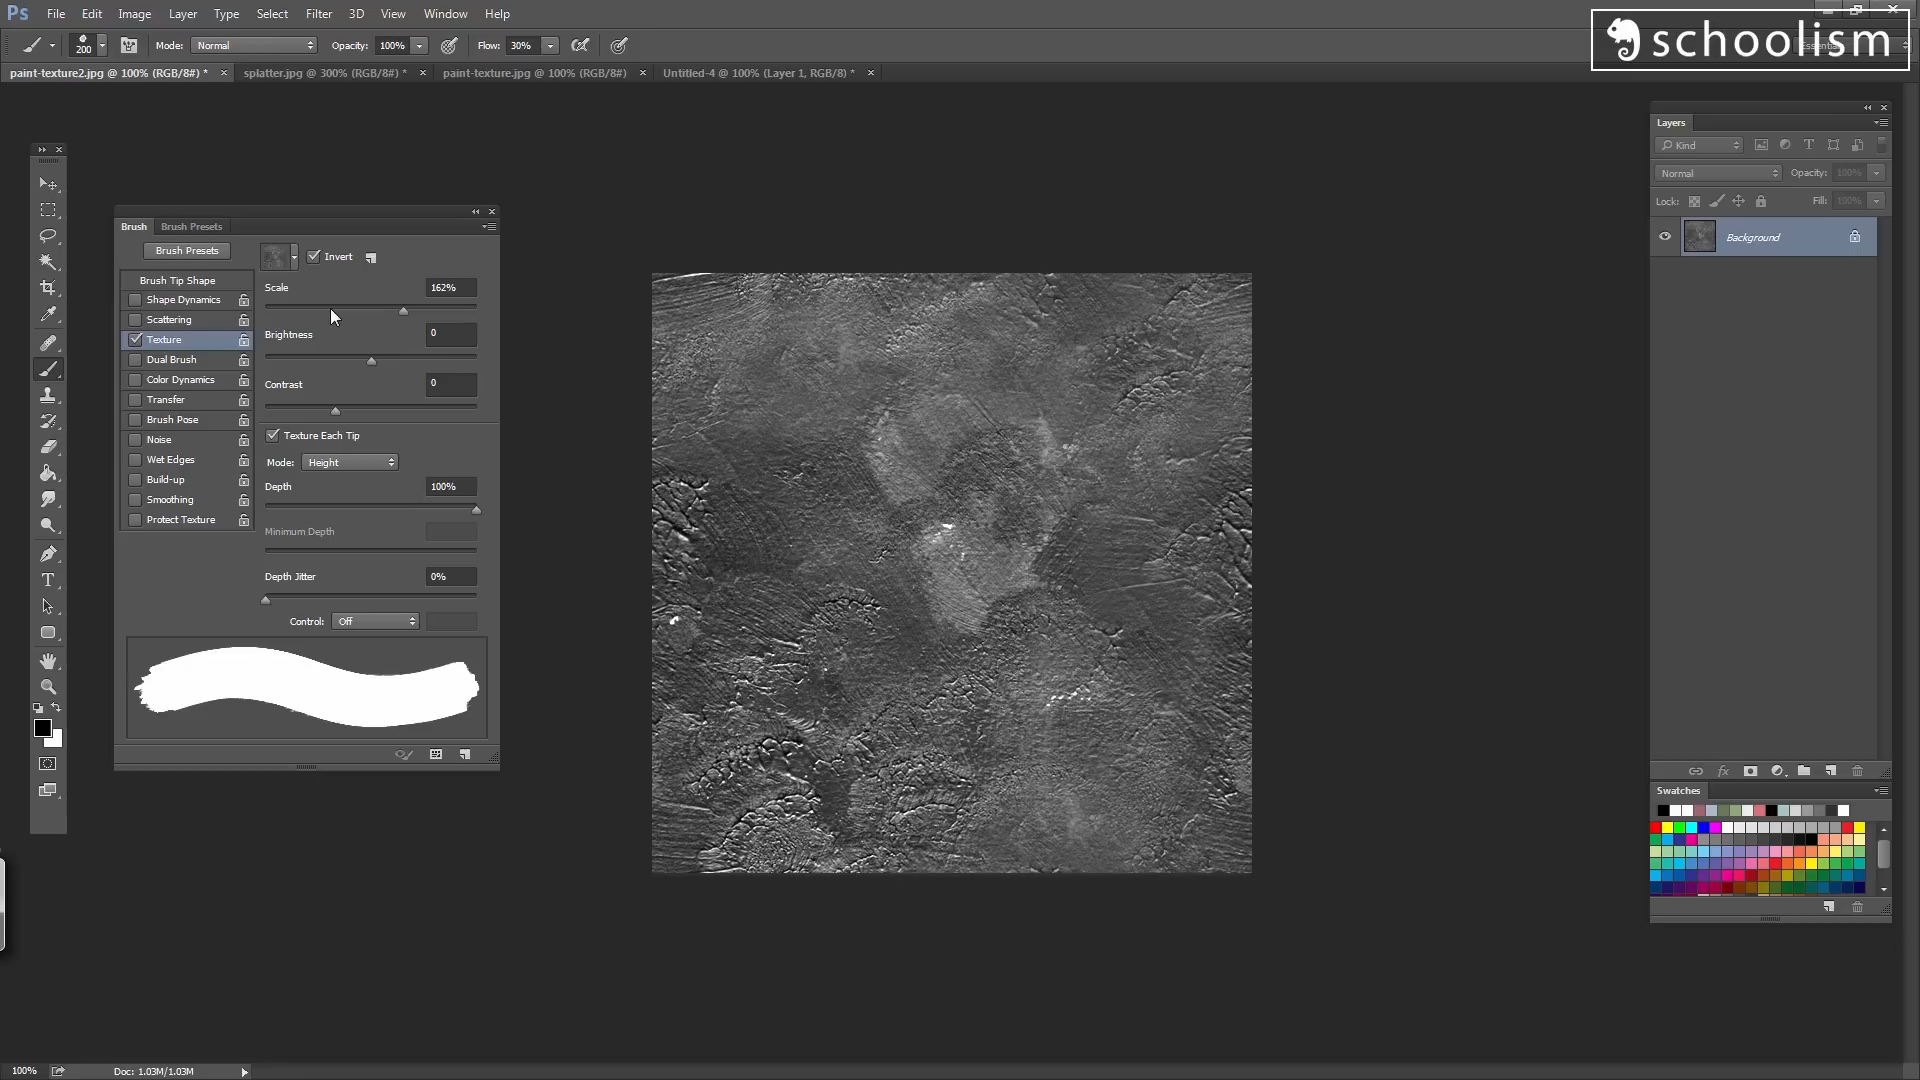 Ps File Edit Image Layer Type Select Filter 3D View Window Help
200 Mode: Normal Opacity: 100% Flow: 30%
schoolism
paint-texture2.jpg @ 100% (RGB/8#) * splatter.jpg @ 300% (RGB/8#) * paint-texture.jpg @ 100% (RGB/8#) Untitled-4 @ 100% (Layer 1, RGB/8) *
Brush Brush Presets
Brush Presets
Invert
Brush Tip Shape
Shape Dynamics
Scattering
Texture
Dual Brush
Color Dynamics
Transfer
Brush Pose
Noise
Wet Edges
Build-up
Smoothing
Protect Texture
Scale 162%
Brightness 0
Contrast 0
Texture Each Tip
Mode: Height
Depth 100%
Minimum Depth
Depth Jitter 0%
Control: Off
Layers
Kind
Normal Opacity: 100%
Lock: Fill: 100%
Background
fx
Swatches
100% Doc: 1.03M/1.03M